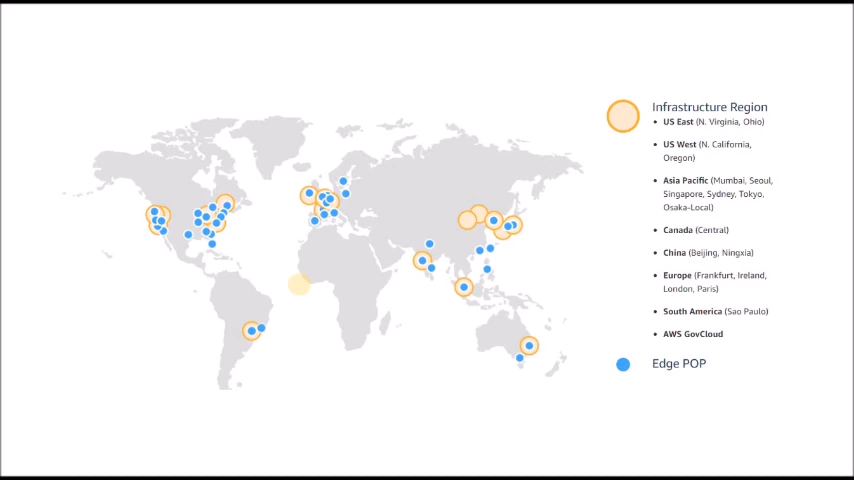 Infrastructure Region
• US East (N. Virginia, Ohio)
• US West (N. California,
Oregon)
• Asia Pacific (Mumbai, Seoul,
Singapore, Sydney, Tokyo,
Osaka-Local)
• Canada (Central)
• China (Beijing, Ningxia)
• Europe (Frankfurt, Ireland,
London, Paris)
• South America (Sao Paulo)
• AWS GovCloud
Edge POP